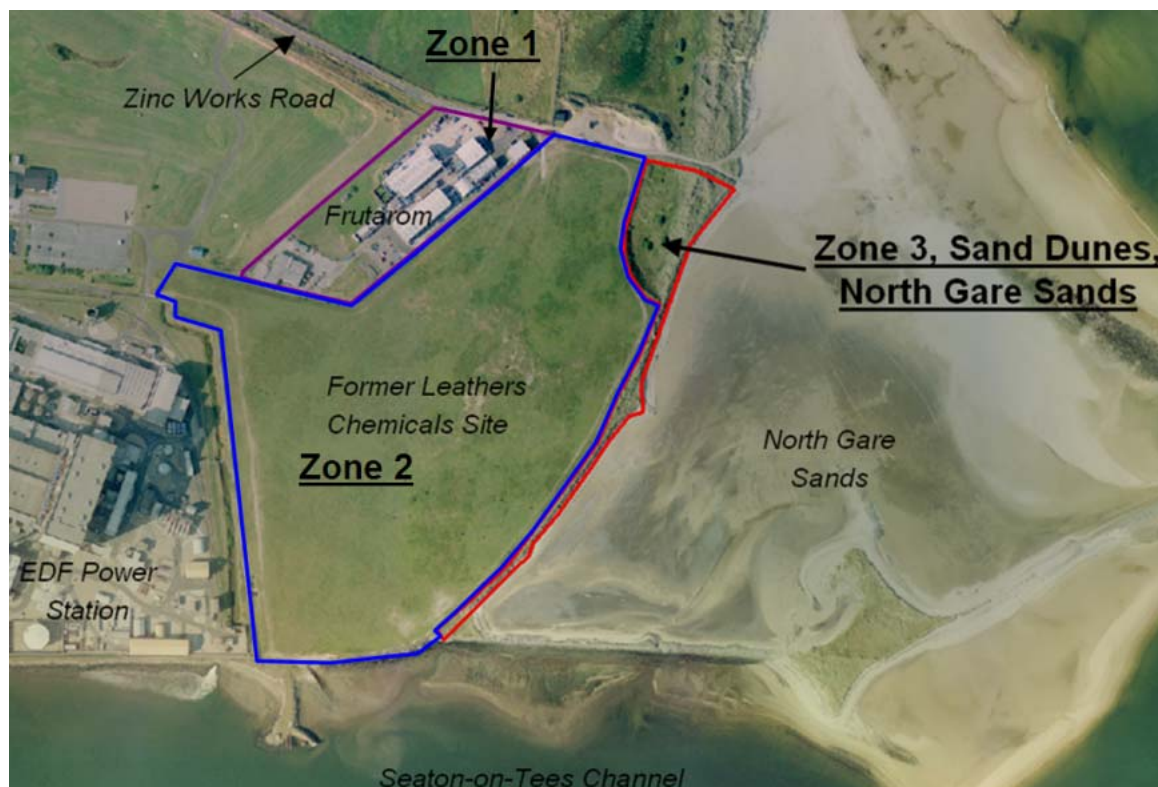 Zone 1
Zinc Works Road
Frutarom
Zone 3, Sand Dunes,
North Gare Sands
Former Leathers
Chemicals Site
Zone 2
North Gare
Sands
EDF Power
Station
Seaton-on-Tees Channel